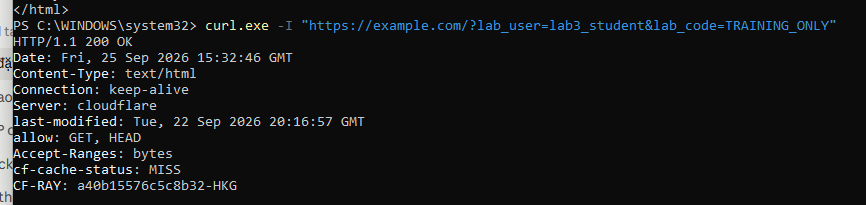 </html>
PS C:\WINDOWS\system32> curl.exe -I "https://example.com/?lab_user=lab3_student&lab_code=TRAINING_ONLY"
HTTP/1.1 200 OK
Date: Fri, 25 Sep 2026 15:32:46 GMT
Content-Type: text/html
Connection: keep-alive
Server: cloudflare
last-modified: Tue, 22 Sep 2026 20:16:57 GMT
allow: GET, HEAD
Accept-Ranges: bytes
cf-cache-status: MISS
CF-RAY: a40b15576c5c8b32-HKG